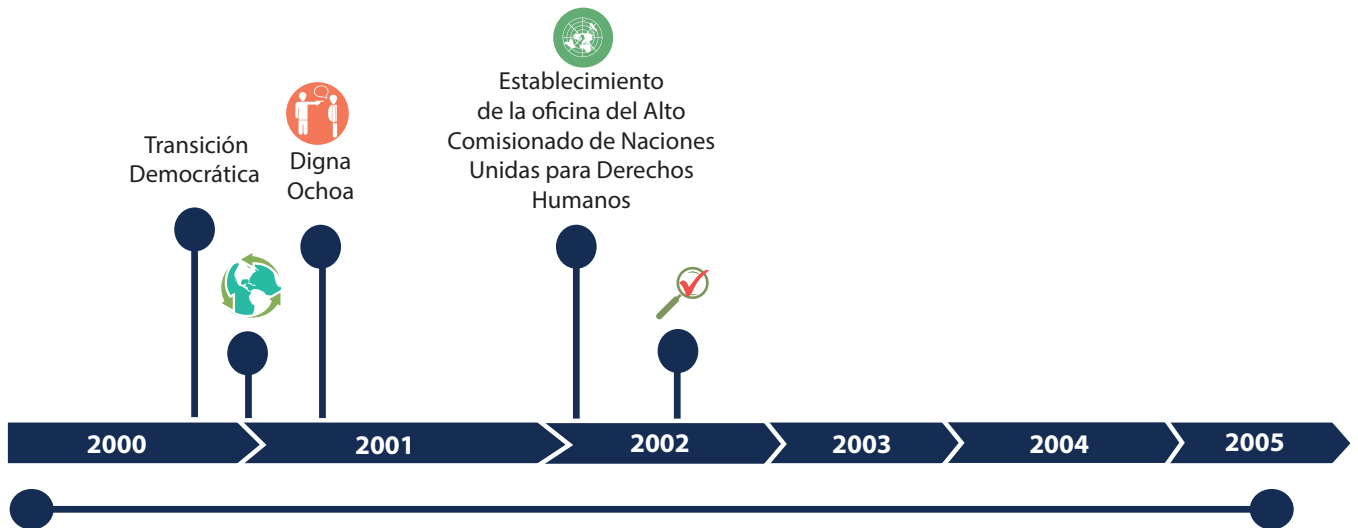 Transición
Democrática
Digna
Ochoa
Establecimiento
de la oficina del Alto
Comisionado de Naciones
Unidas para Derechos
Humanos
2000
2001
2002
2003
2004
2005